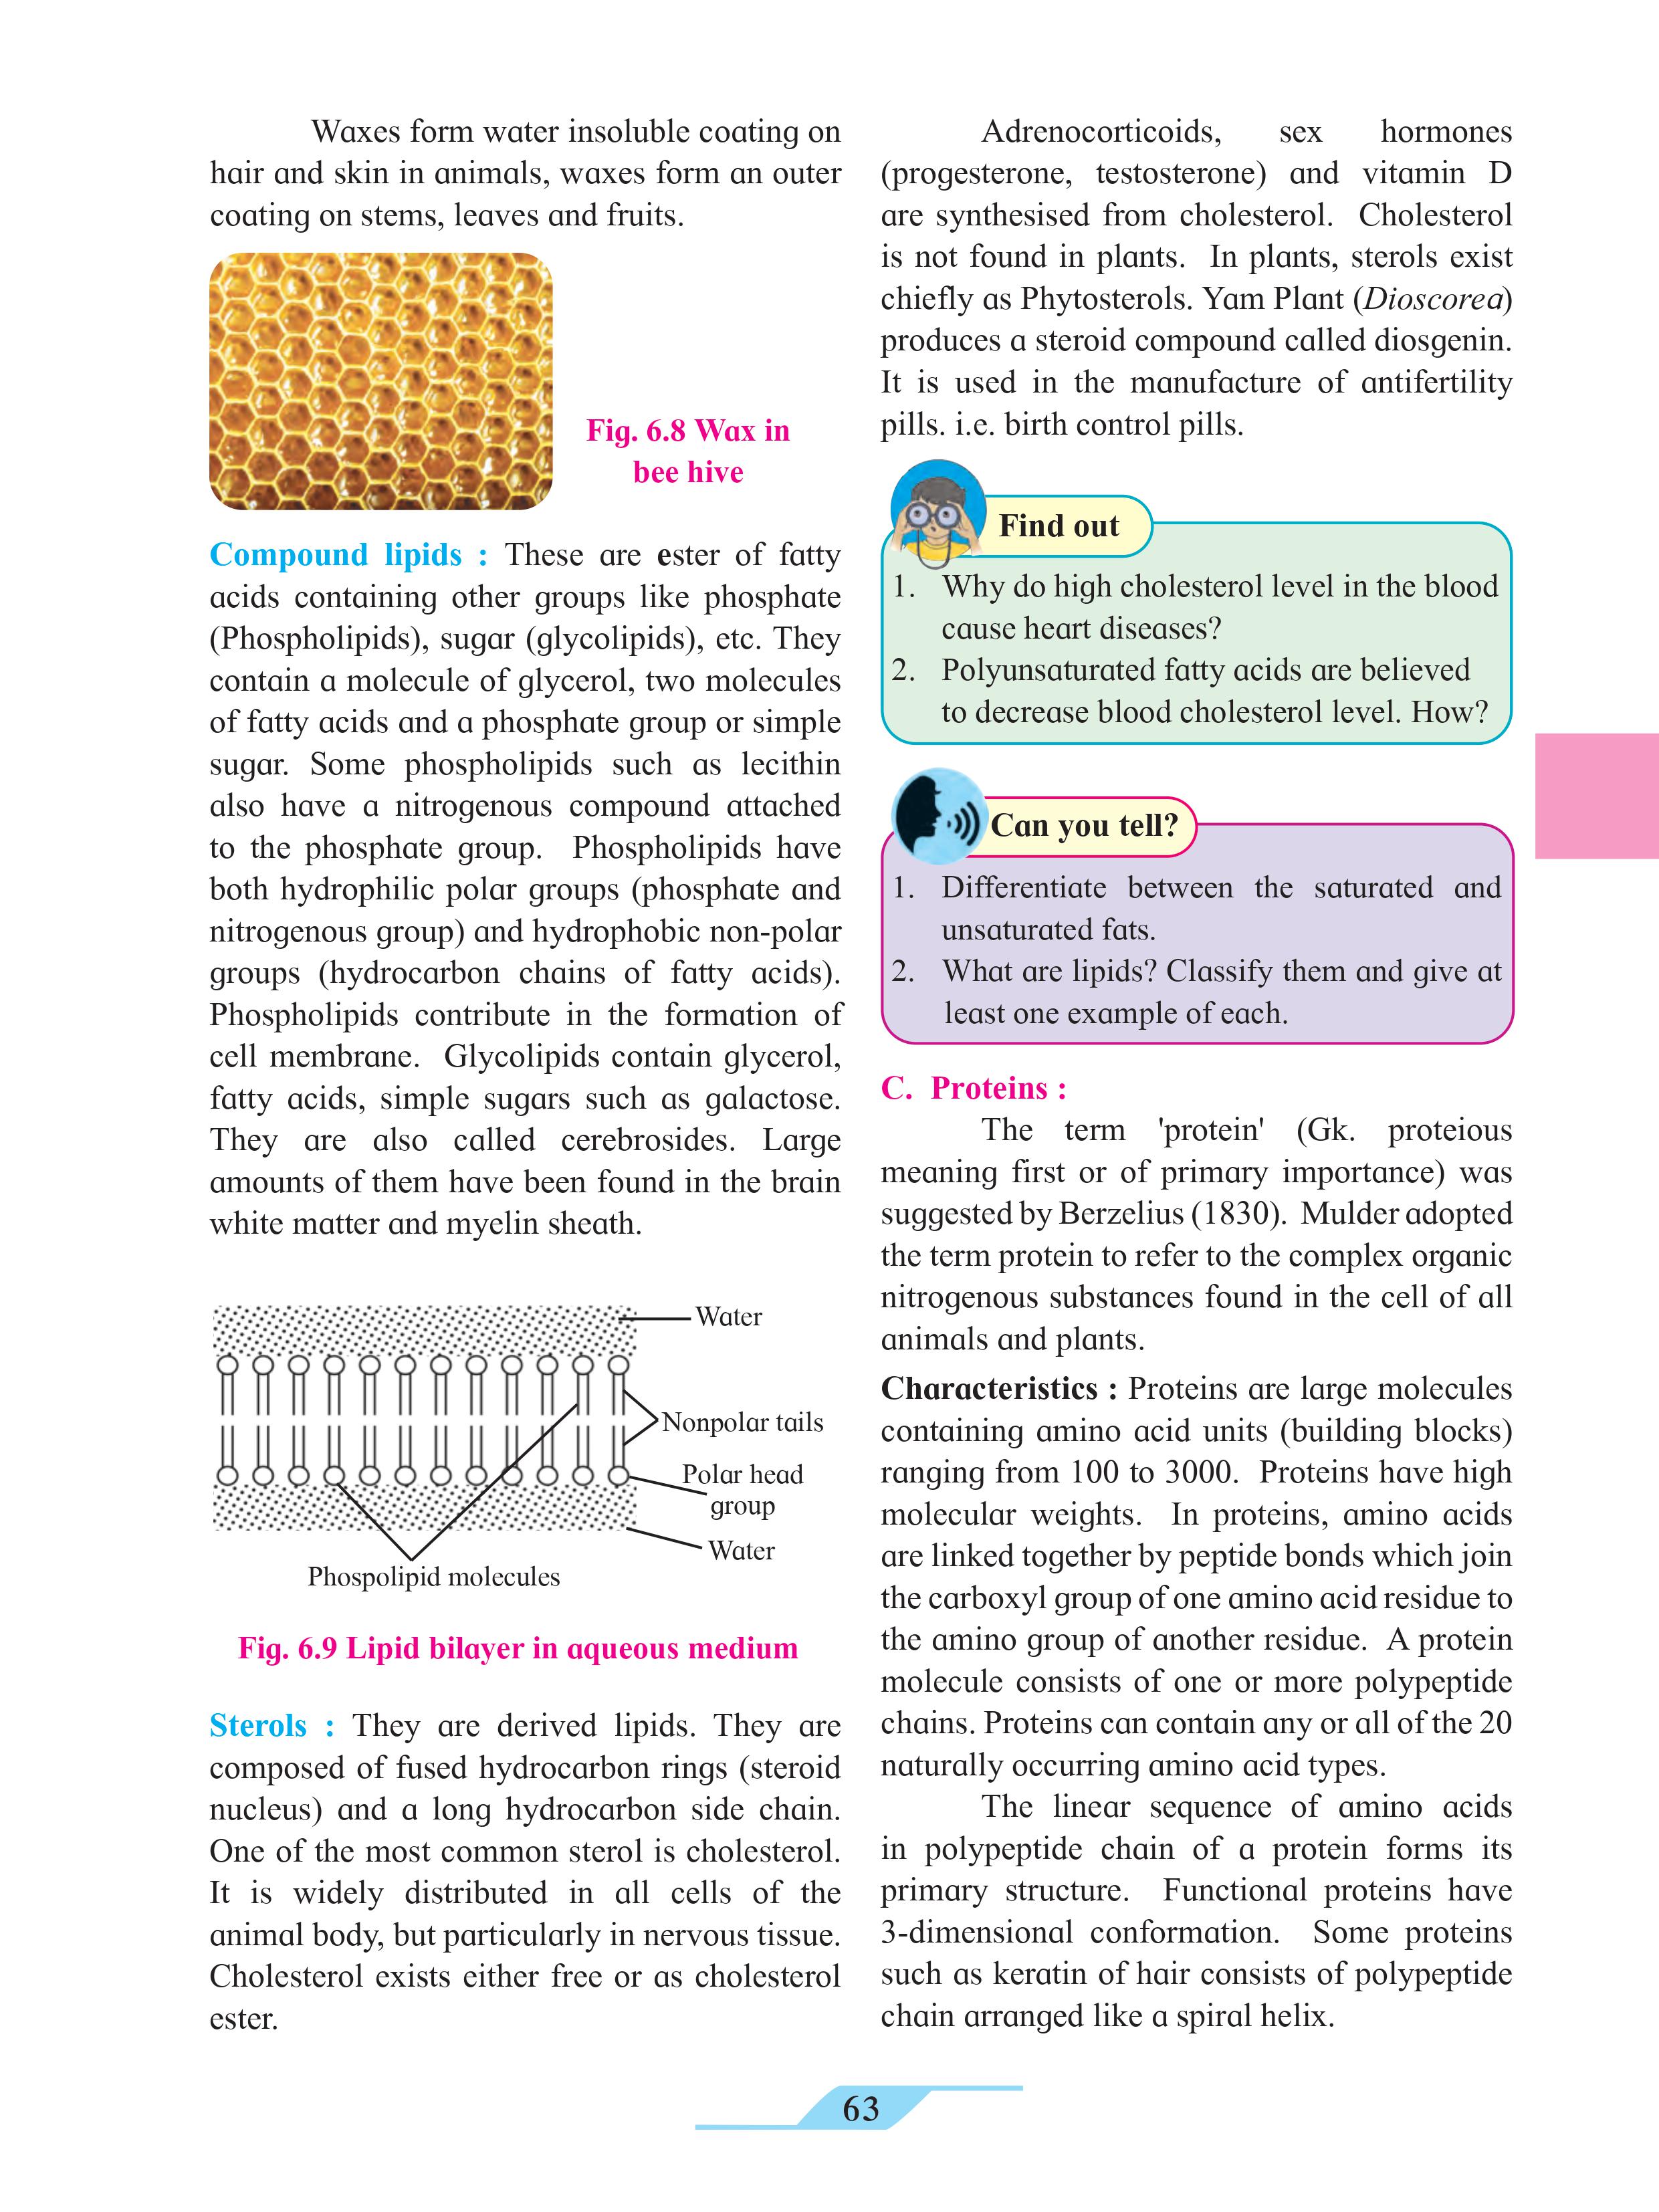 Waxes form water insoluble coating on
hair and skin in animals, waxes form an outer
coating on stems, leaves and fruits.
Fig. 6.8 Wax in
bee hive
Compound lipids : These are ester of fatty
acids containing other groups like phosphate
(Phospholipids), sugar (glycolipids), etc. They
contain a molecule of glycerol, two molecules
of fatty acids and a phosphate group or simple
sugar. Some phospholipids such as lecithin
also have a nitrogenous compound attached
to the phosphate group. Phospholipids have
both hydrophilic polar groups (phosphate and
nitrogenous group) and hydrophobic non-polar
groups (hydrocarbon chains of fatty acids).
Phospholipids contribute in the formation of
cell membrane. Glycolipids contain glycerol,
fatty acids, simple sugars such as galactose.
They are also called cerebrosides. Large
amounts of them have been found in the brain
white matter and myelin sheath.
Water
Nonpolar tails
Polar head
group
Water
Phospolipid molecules
Fig. 6.9 Lipid bilayer in aqueous medium
Sterols : They are derived lipids. They are
composed of fused hydrocarbon rings (steroid
nucleus) and a long hydrocarbon side chain.
One of the most common sterol is cholesterol.
It is widely distributed in all cells of the
animal body, but particularly in nervous tissue.
Cholesterol exists either free or as cholesterol
ester.
Adrenocorticoids, sex hormones
(progesterone, testosterone) and vitamin D
are synthesised from cholesterol. Cholesterol
is not found in plants. In plants, sterols exist
chiefly as Phytosterols. Yam Plant (Dioscorea)
produces a steroid compound called diosgenin.
It is used in the manufacture of antifertility
pills. i.e. birth control pills.
Find out
1. Why do high cholesterol level in the blood
cause heart diseases?
2. Polyunsaturated fatty acids are believed
to decrease blood cholesterol level. How?
Can you tell?
1. Differentiate between the saturated and
unsaturated fats.
2. What are lipids? Classify them and give at
least one example of each.
C. Proteins :
The term 'protein' (Gk. proteious
meaning first or of primary importance) was
suggested by Berzelius (1830). Mulder adopted
the term protein to refer to the complex organic
nitrogenous substances found in the cell of all
animals and plants.
Characteristics : Proteins are large molecules
containing amino acid units (building blocks)
ranging from 100 to 3000. Proteins have high
molecular weights. In proteins, amino acids
are linked together by peptide bonds which join
the carboxyl group of one amino acid residue to
the amino group of another residue. A protein
molecule consists of one or more polypeptide
chains. Proteins can contain any or all of the 20
naturally occurring amino acid types.
The linear sequence of amino acids
in polypeptide chain of a protein forms its
primary structure. Functional proteins have
3-dimensional conformation. Some proteins
such as keratin of hair consists of polypeptide
chain arranged like a spiral helix.
63